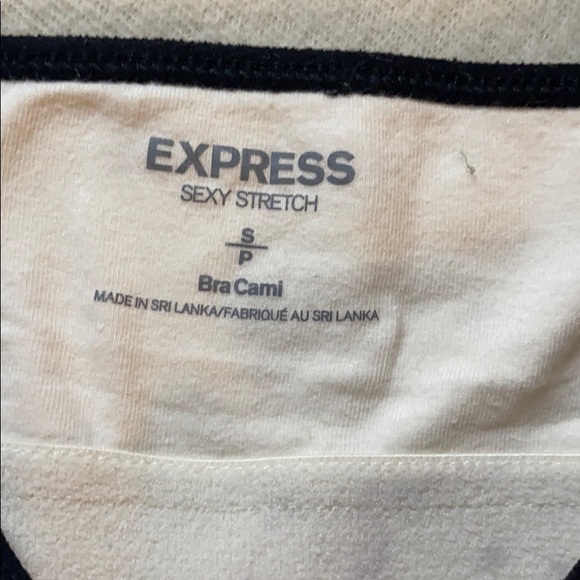 EXPRESS
SEXY STRETCH
S
P
Bra Cami
MADE IN SRI LANKA/FABRIQUÉ AU SRI LANKA